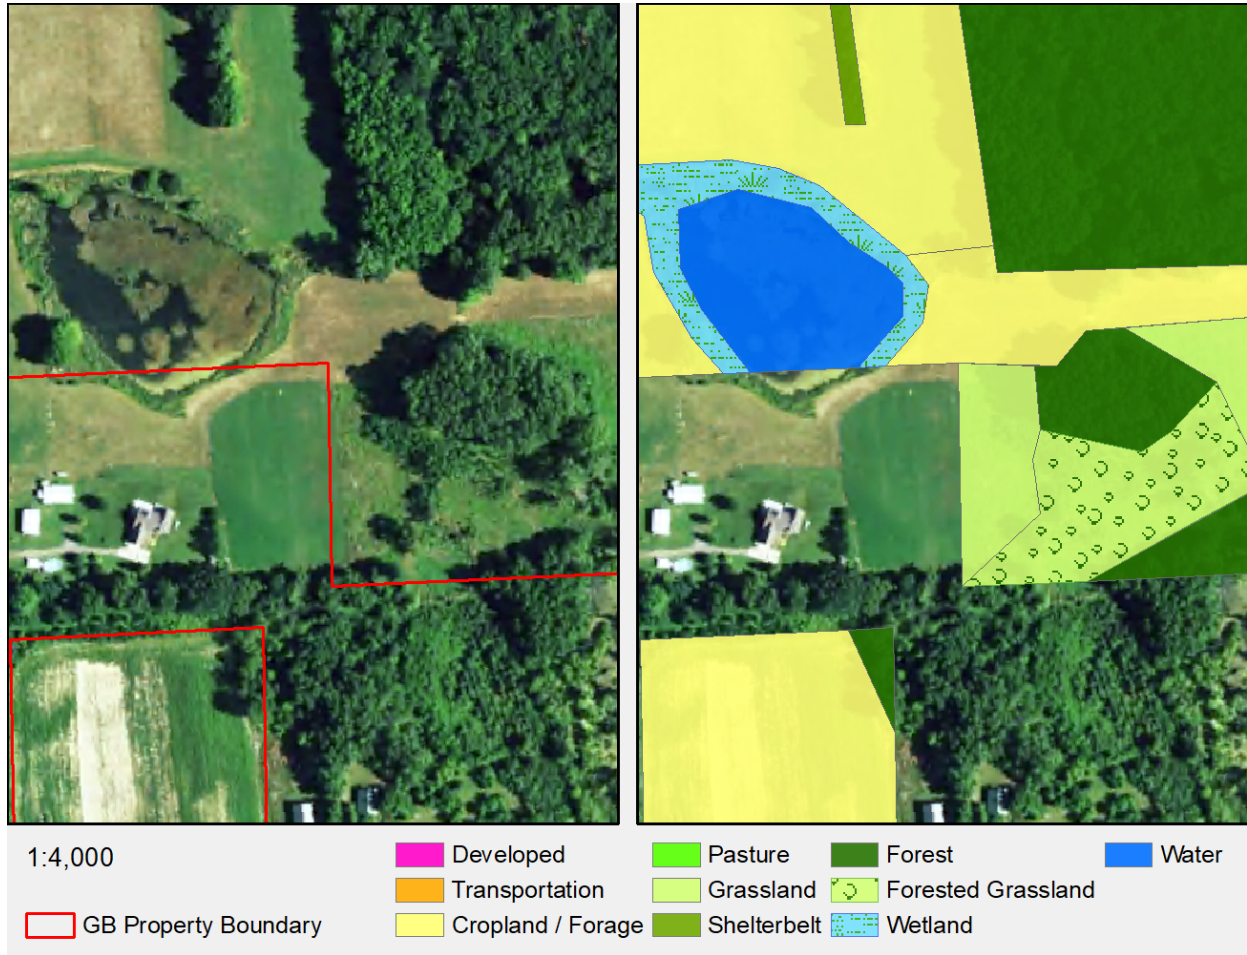 1:4,000
GB Property Boundary
Developed
Transportation
Cropland / Forage
Pasture
Grassland
Shelterbelt
Forest
Forested Grassland
Wetland
Water